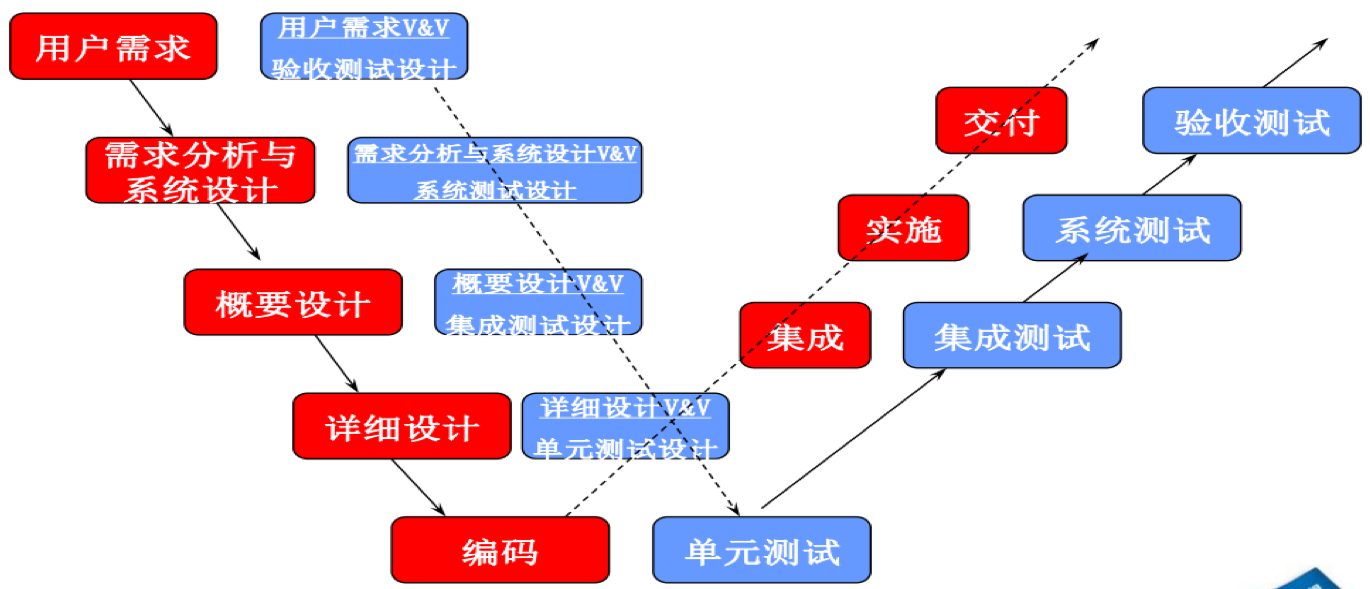 用户需求
用户需求V&V
验收测试设计
交付
验收测试
需求分析与
系统设计
需求分析与系统设计V&V
系统测试设计
实施
系统测试
概要设计
概要设计V&V
集成测试设计
集成
集成测试
详细设计
详细设计V&V
单元测试设计
编码
单元测试